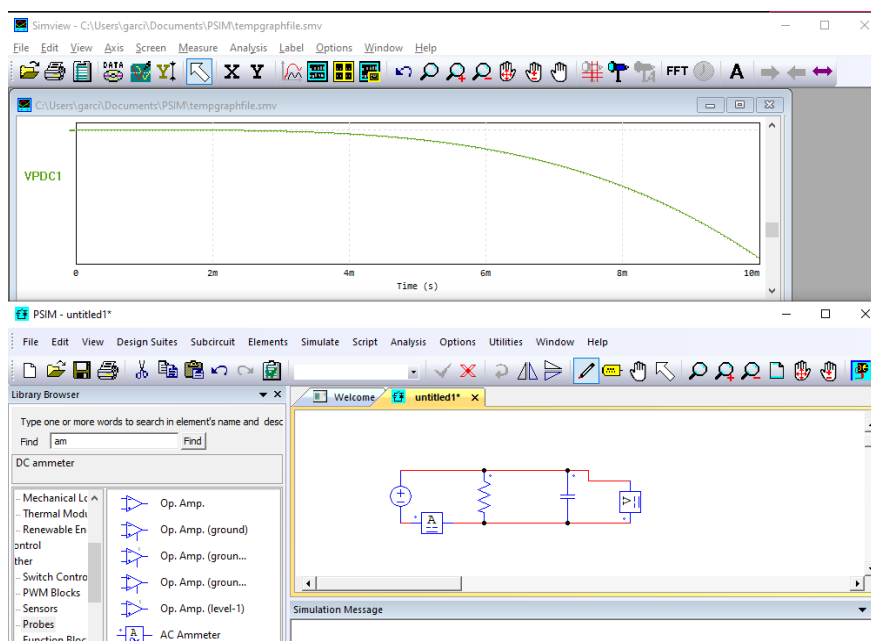 Simview - C:\Users\garci\Documents\PSIM\tempgraphfile.smv
File Edit View Axis Screen Measure Analysis Label Options Window Help
DATA
X Y
FFT
A
C:\Users\garci\Documents\PSIM\tempgraphfile.smv
VPDC1
0 2m 4m 6m 8m 10m
Time (s)
PSIM - untitled1*
File Edit View Design Suites Subcircuit Elements Simulate Script Analysis Options Utilities Window Help
Library Browser
Welcome untitled1*
Type one or more words to search in element's name and desc
Find am Find
DC ammeter
Mechanical Lo
Thermal Modu
Renewable En
ontrol
ther
Switch Contro
PWM Blocks
Sensors
Probes
Function Bloc
Op. Amp.
Op. Amp. (ground)
Op. Amp. (groun...
Op. Amp. (groun...
Op. Amp. (level-1)
A AC Ammeter
A
V
Simulation Message